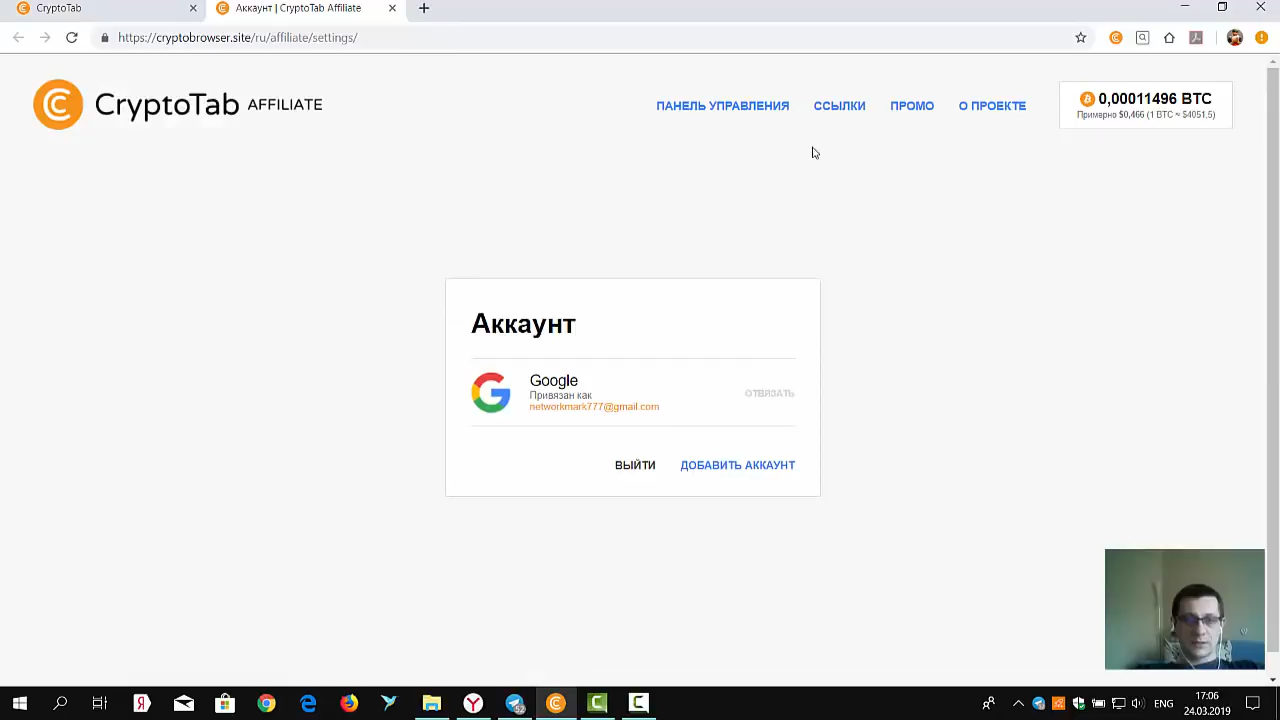 CryptoTab
Аккаунт | CryptoTab Affiliate
https://cryptobrowser.site/ru/affiliate/settings/
CryptoTab AFFILIATE
ПАНЕЛЬ УПРАВЛЕНИЯ
ССЫЛКИ
ПРОМО
О ПРОЕКТЕ
0,00011496 BTC
Примерно $0,466 (1 BTC ≈ $4051,5)
Аккаунт
Google
Привязан как
networkmark777@gmail.com
ОТВЯЗАТЬ
ВЫЙТИ
ДОБАВИТЬ АККАУНТ
52
ENG
17:06
24.03.2019